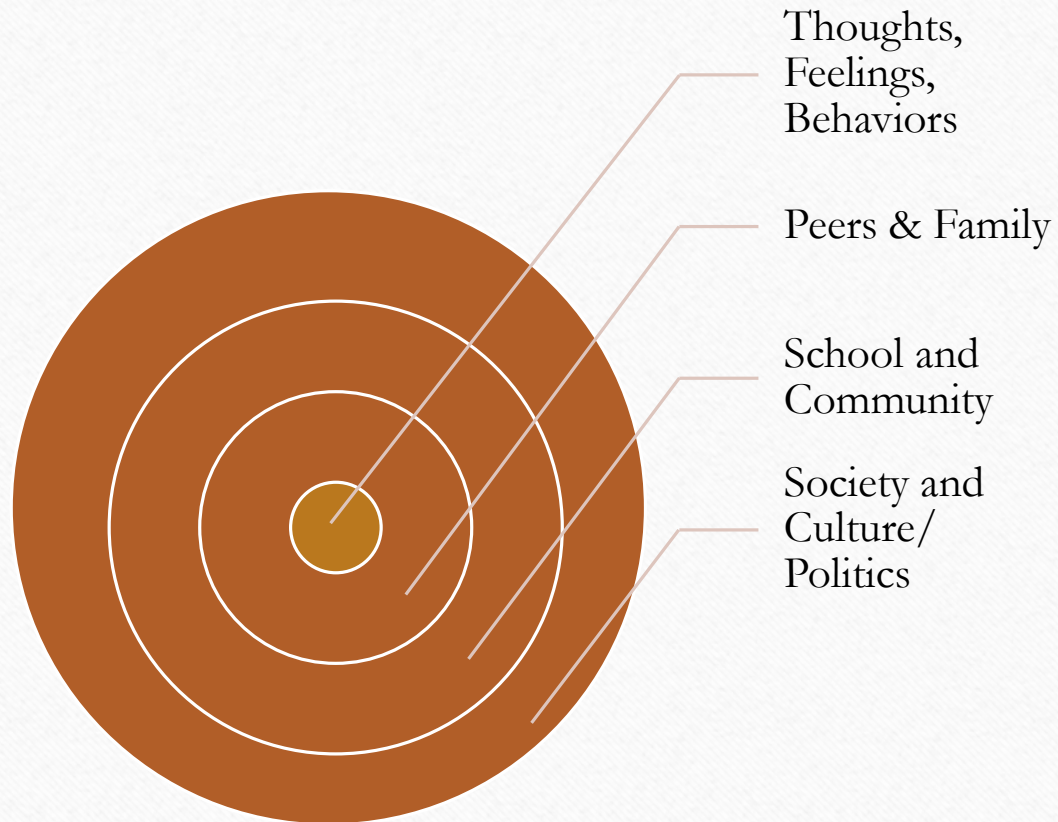 Thoughts,
Feelings,
Behaviors
Peers & Family
School and
Community
Society and
Culture/
Politics